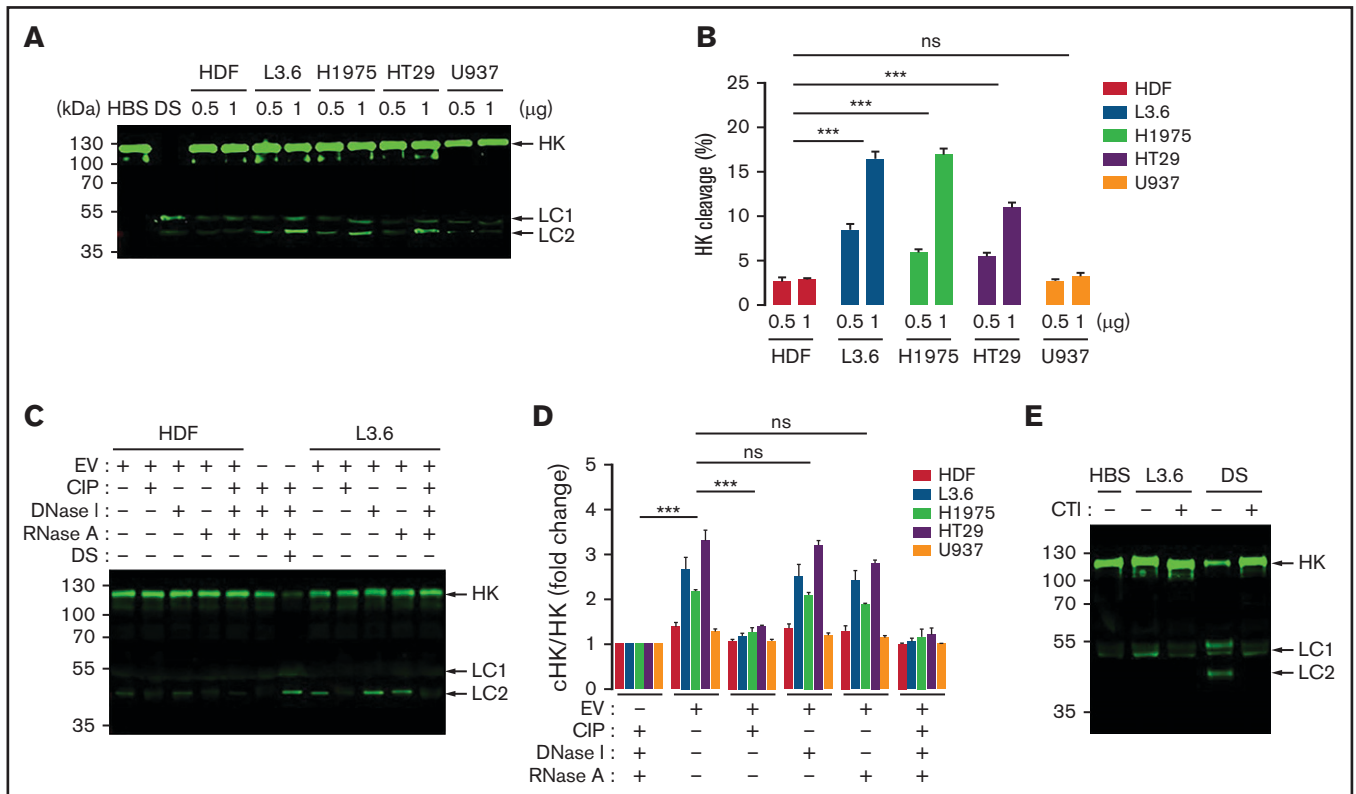 A
HDF L3.6 H1975 HT29 U937
(kDa) HBS DS 0.5 1 0.5 1 0.5 1 0.5 1 0.5 1 (μg)
130
100
70
55
35
HK
LC1
LC2
B
ns
***
***
***
HK cleavage (%)
25
20
15
10
5
0
0.5 1 0.5 1 0.5 1 0.5 1 0.5 1 (μg)
HDF L3.6 H1975 HT29 U937
HDF
L3.6
H1975
HT29
U937
C
HDF L3.6
EV : + + + + + – – + + + + +
CIP : – + – – + + + – + – – +
DNase I : – – + – + + + – – + – +
RNase A : – – – + + + + – – – + +
DS : – – – – – – + – – – – –
130
100
70
55
35
HK
LC1
LC2
D
ns
ns
***
***
cHK/HK (fold change)
5
4
3
2
1
0
HDF
L3.6
H1975
HT29
U937
EV : – + + + + +
CIP : + – + – – +
DNase I : + – – + – +
RNase A : + – – – + +
E
HBS L3.6 DS
CTI – – + – +
130
100
70
55
35
HK
LC1
LC2